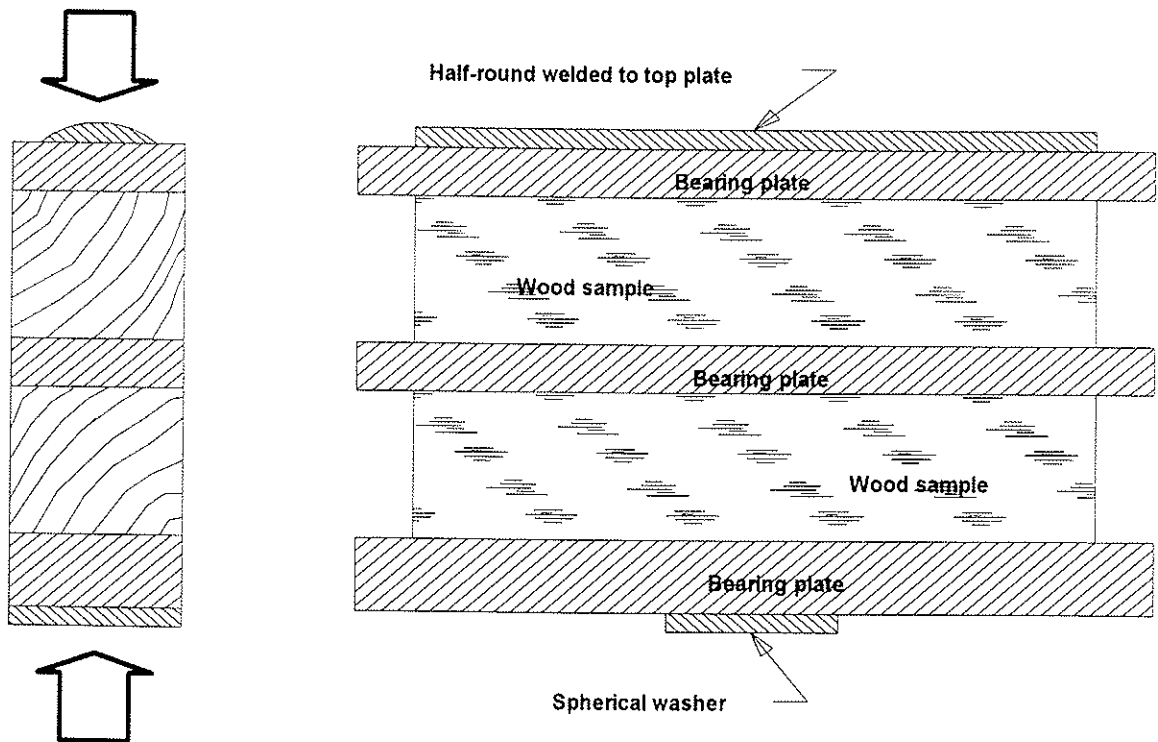 Half-round welded to top plate
Bearing plate
Wood sample
Bearing plate
Wood sample
Bearing plate
Spherical washer